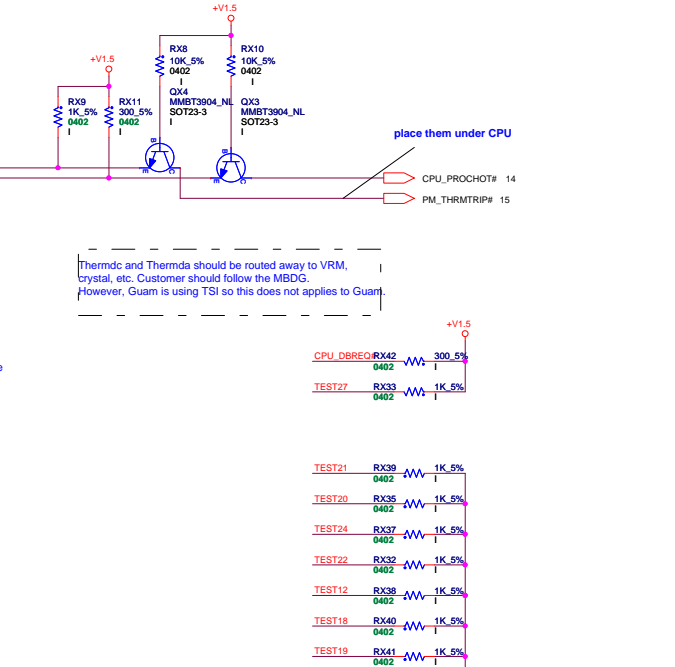 +V1.5
RX8
10K_5%
0402
I
RX10
10K_5%
0402
I
+V1.5
RX9
1K_5%
0402
I
RX11
300_5%
0402
I
QX4
MMBT3904_NL
SOT23-3
I
QX3
MMBT3904_NL
SOT23-3
I
B
E
C
B
E
C
place them under CPU
CPU_PROCHOT# 14
PM_THRMTRIP# 15
Thermdc and Thermda should be routed away to VRM,
crystal, etc. Customer should follow the MBDG.
However, Guam is using TSI so this does not applies to Guam.
+V1.5
e
CPU_DBREQ# RX42 300_5%
0402 I
TEST27 RX33 1K_5%
0402 I
TEST21 RX39 1K_5%
0402 I
TEST20 RX35 1K_5%
0402 I
TEST24 RX37 1K_5%
0402 I
TEST22 RX32 1K_5%
0402 I
TEST12 RX38 1K_5%
0402 I
TEST18 RX40 1K_5%
0402 I
TEST19 RX41 1K_5%
0402 I